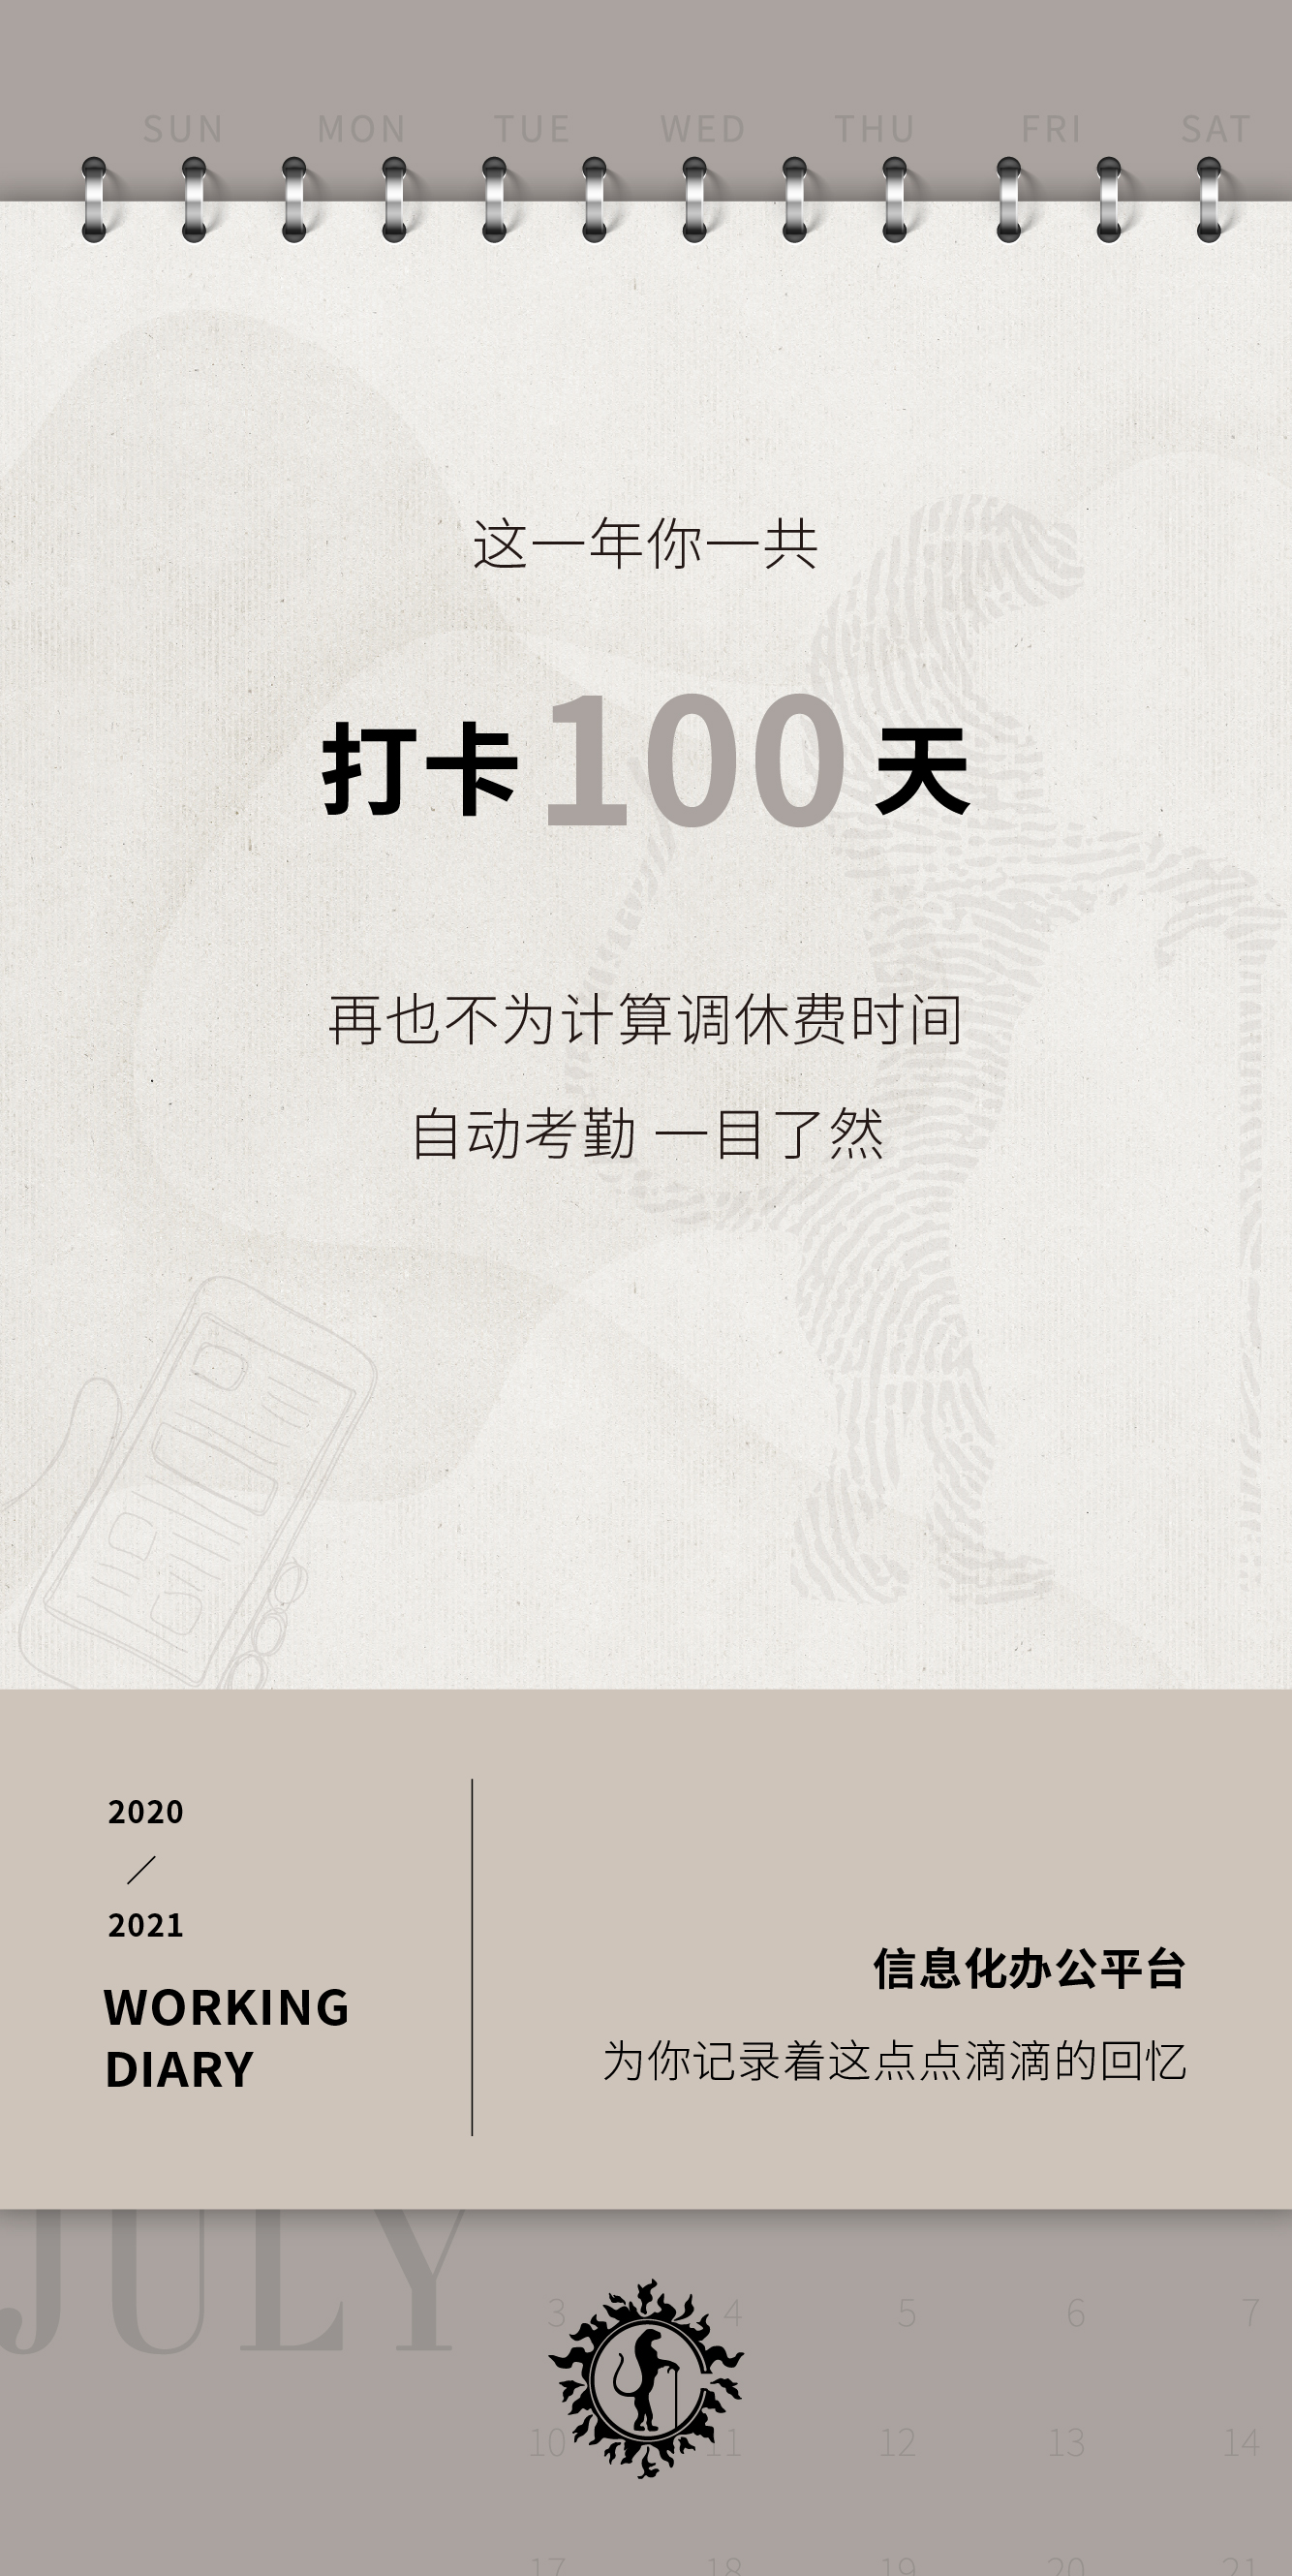 SUN MON TUE WED THU FRI SAT
这一年你一共
打卡100天
再也不为计算调休费时间
自动考勤 一目了然
2020
／
2021
WORKING
DIARY
信息化办公平台
为你记录着这点点滴滴的回忆
JULY
3 4 5 6 7
10 11 12 13 14
17 18 19 20 21